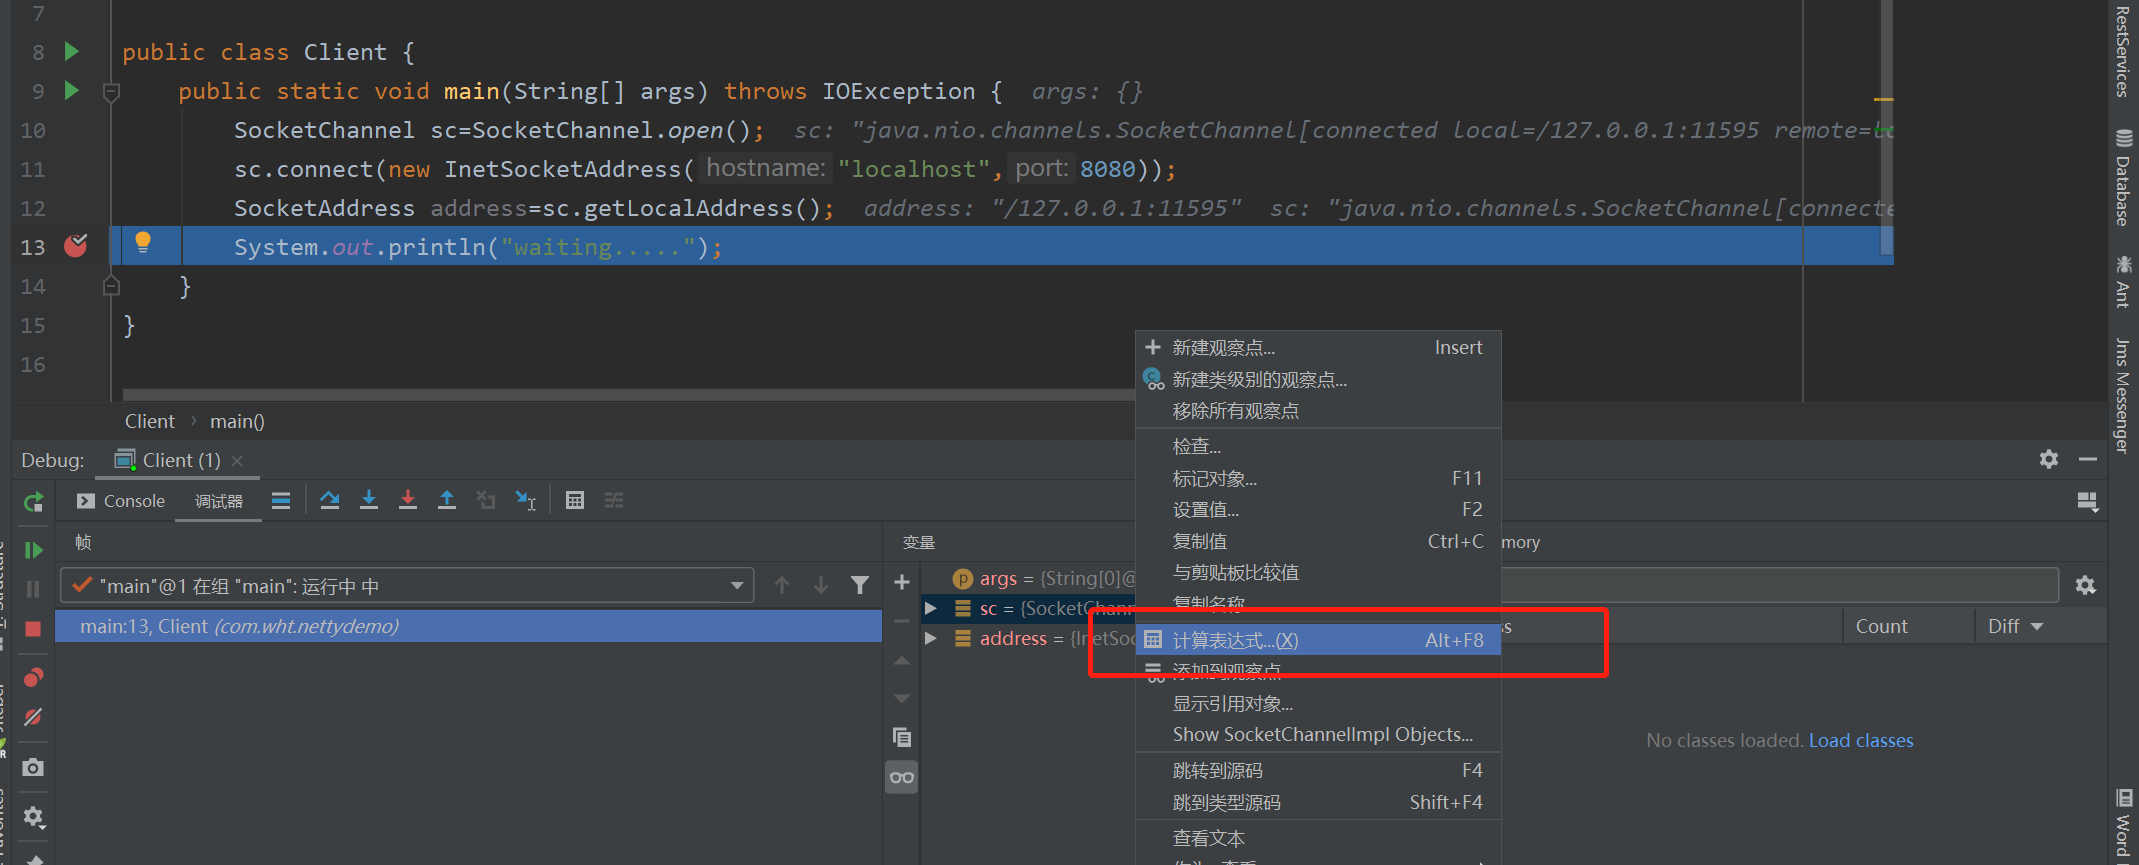 7
8 public class Client {
9 public static void main(String[] args) throws IOException { args: {}
10 SocketChannel sc=SocketChannel.open(); sc: "java.nio.channels.SocketChannel[connected local=/127.0.0.1:11595 remote=
11 sc.connect(new InetSocketAddress( hostname: "localhost", port: 8080));
12 SocketAddress address=sc.getLocalAddress(); address: "/127.0.0.1:11595" sc: "java.nio.channels.SocketChannel[connecte
13 System.out.println("waiting.....");
14 }
15 }
16
Client › main()
Debug: Client (1)
Console 调试器
帧
"main"@1 在组 "main": 运行中 中
main:13, Client (com.wht.nettydemo)
变量
args = {String[0]@
sc = {SocketChann
address = {InetSoc
新建观察点... Insert
新建类级别的观察点...
移除所有观察点
检查...
标记对象... F11
设置值... F2
复制值 Ctrl+C
与剪贴板比较值
复制名称
计算表达式...(X) Alt+F8
添加到观察点
显示引用对象...
Show SocketChannelImpl Objects...
跳转到源码 F4
跳到类型源码 Shift+F4
查看文本
mory
s Count Diff
No classes loaded. Load classes
RestServices
Database
Ant
Jms Messenger
Word